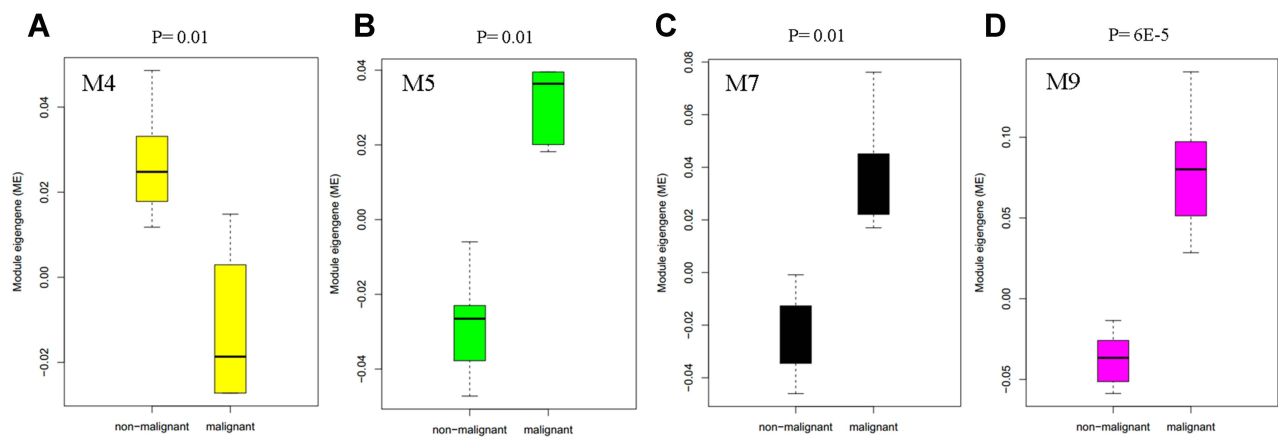 A
P= 0.01
M4
Module eigengene (ME)
0.04
0.02
0.00
−0.02
non−malignant
malignant
B
P= 0.01
M5
Module eigengene (ME)
0.04
0.02
0.00
−0.02
−0.04
non−malignant
malignant
C
P= 0.01
M7
Module eigengene (ME)
0.08
0.06
0.04
0.02
0.00
−0.02
−0.04
non−malignant
malignant
D
P= 6E-5
M9
Module eigengene (ME)
0.10
0.05
0.00
−0.05
non−malignant
malignant